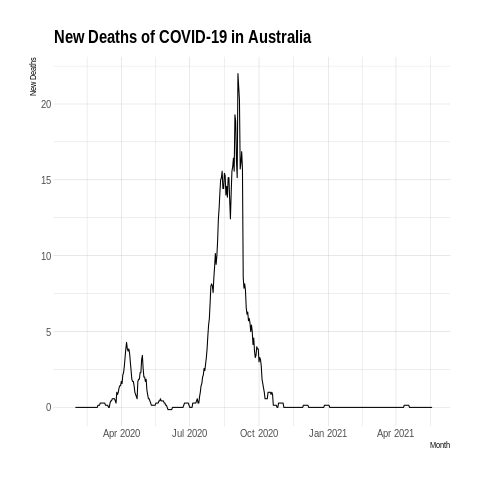 New Deaths of COVID-19 in Australia
New Deaths
20
15
10
5
0
Apr 2020 Jul 2020 Oct 2020 Jan 2021 Apr 2021
Month